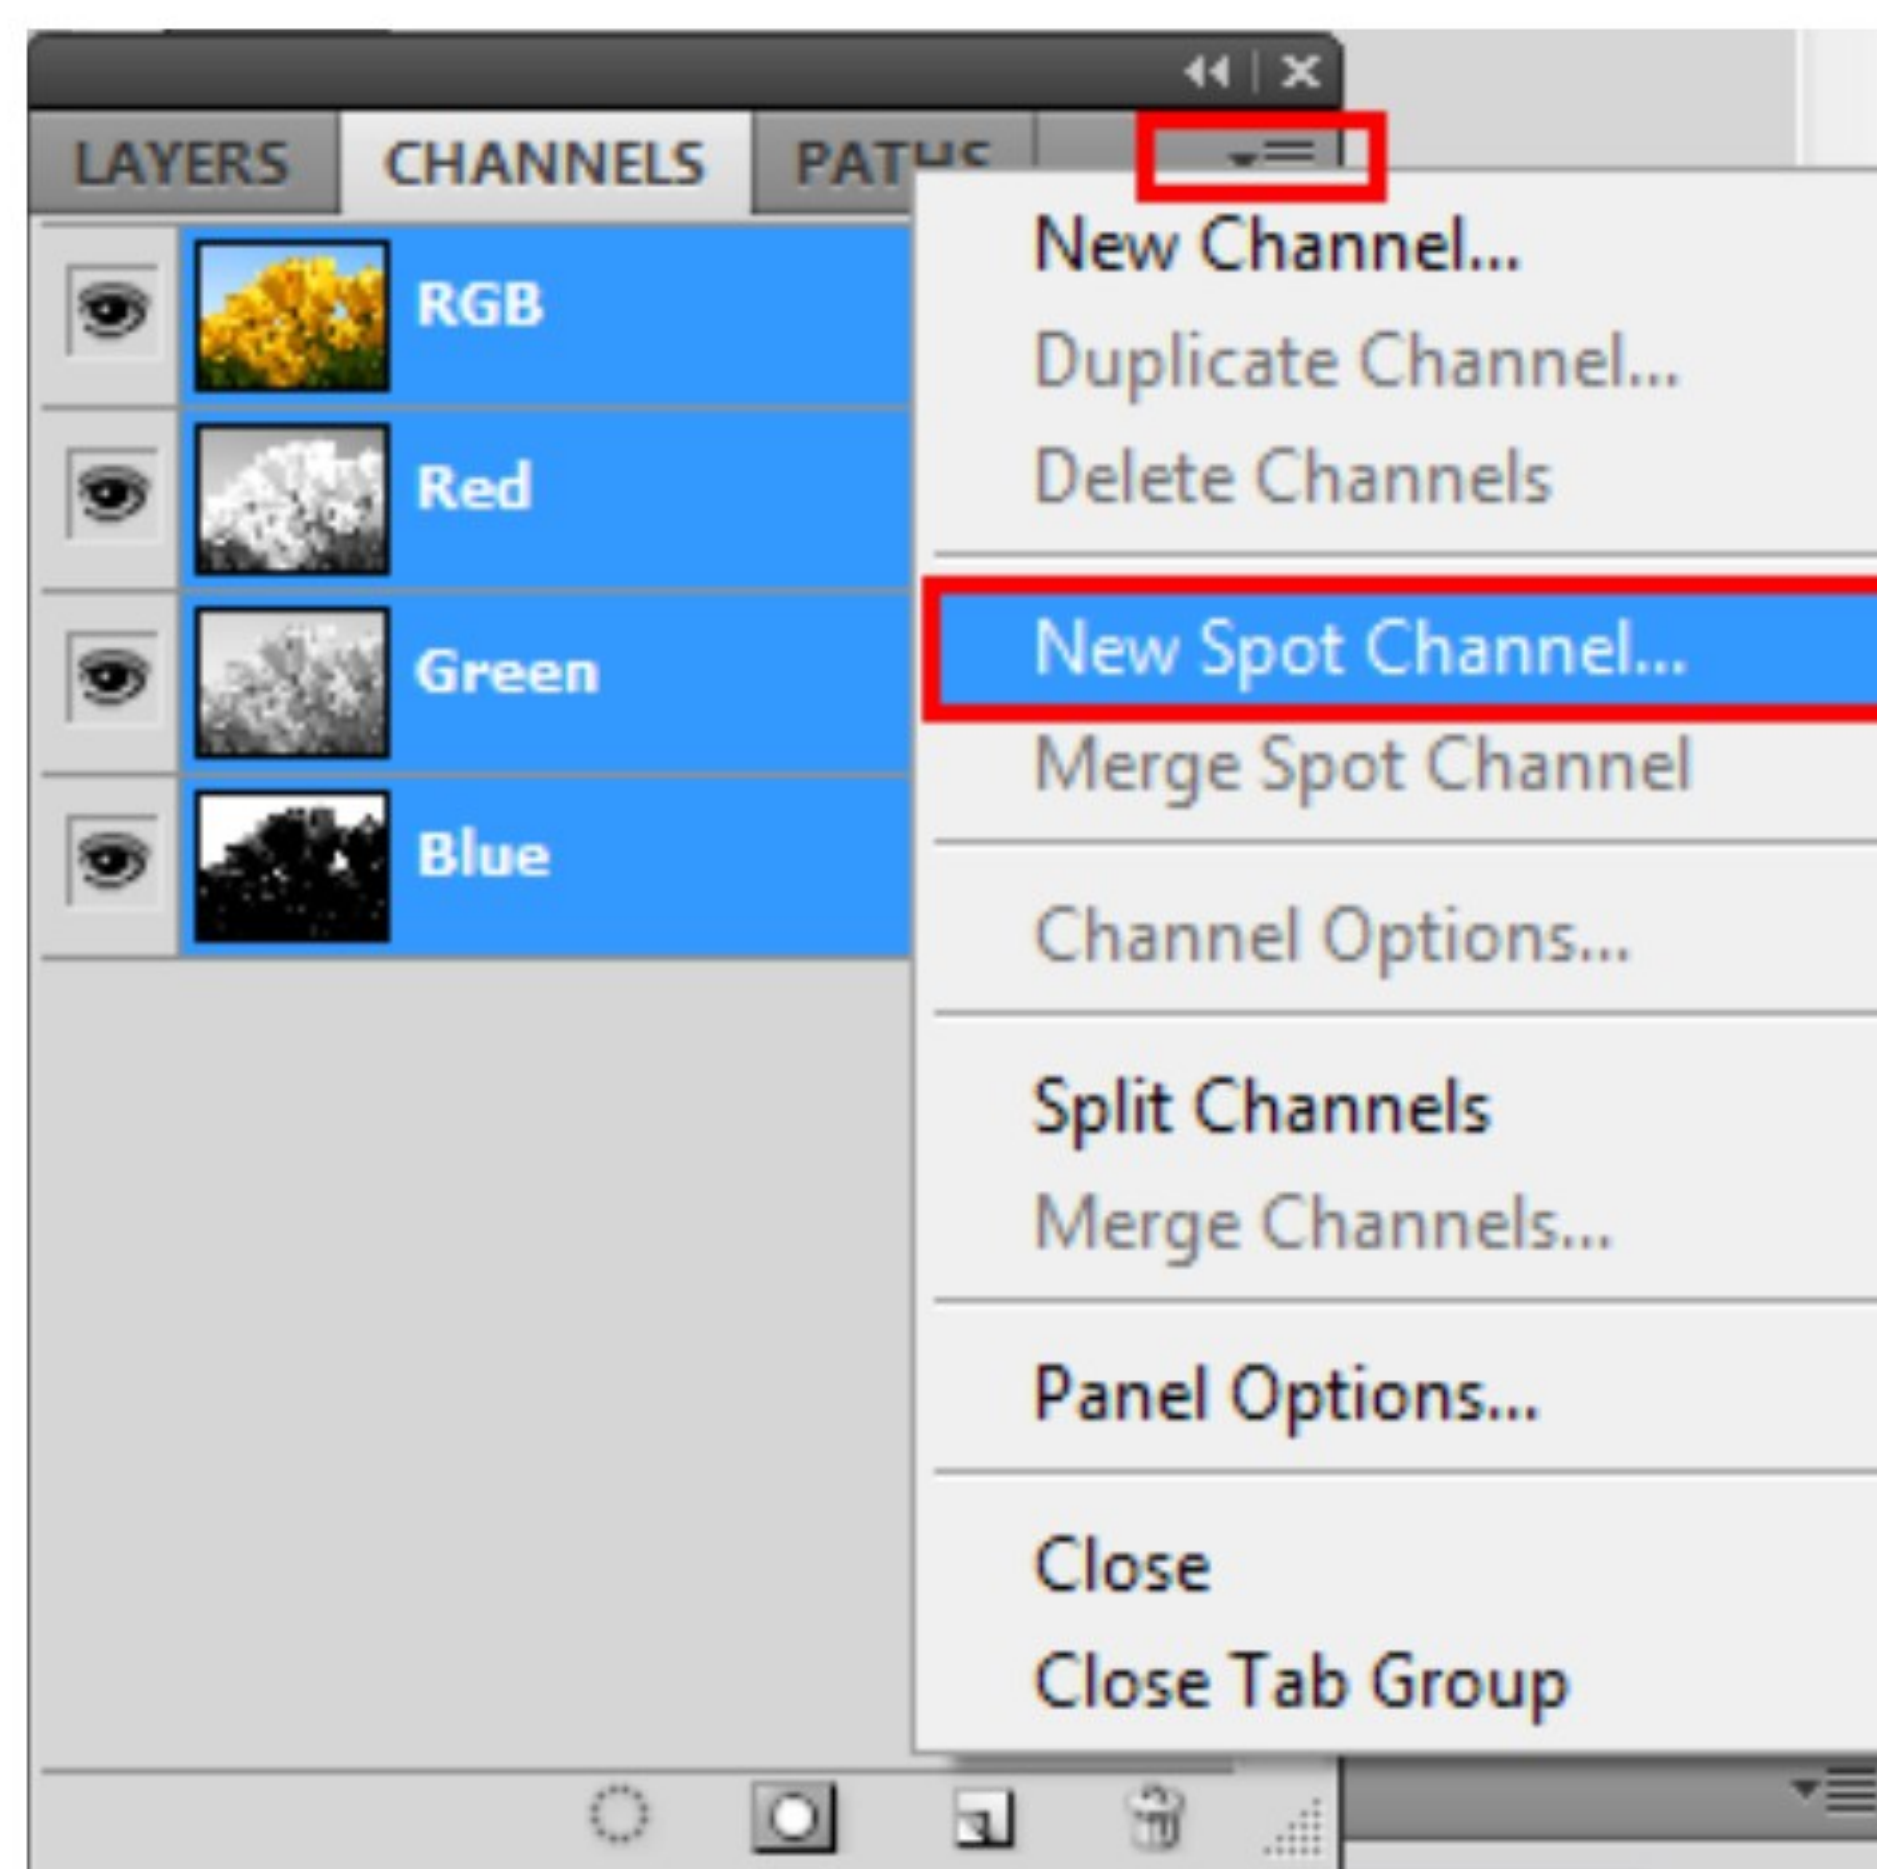 LAYERS CHANNELS PATHS
RGB
Red
Green
Blue
New Channel...
Duplicate Channel...
Delete Channels
New Spot Channel...
Merge Spot Channel
Channel Options...
Split Channels
Merge Channels...
Panel Options...
Close
Close Tab Group